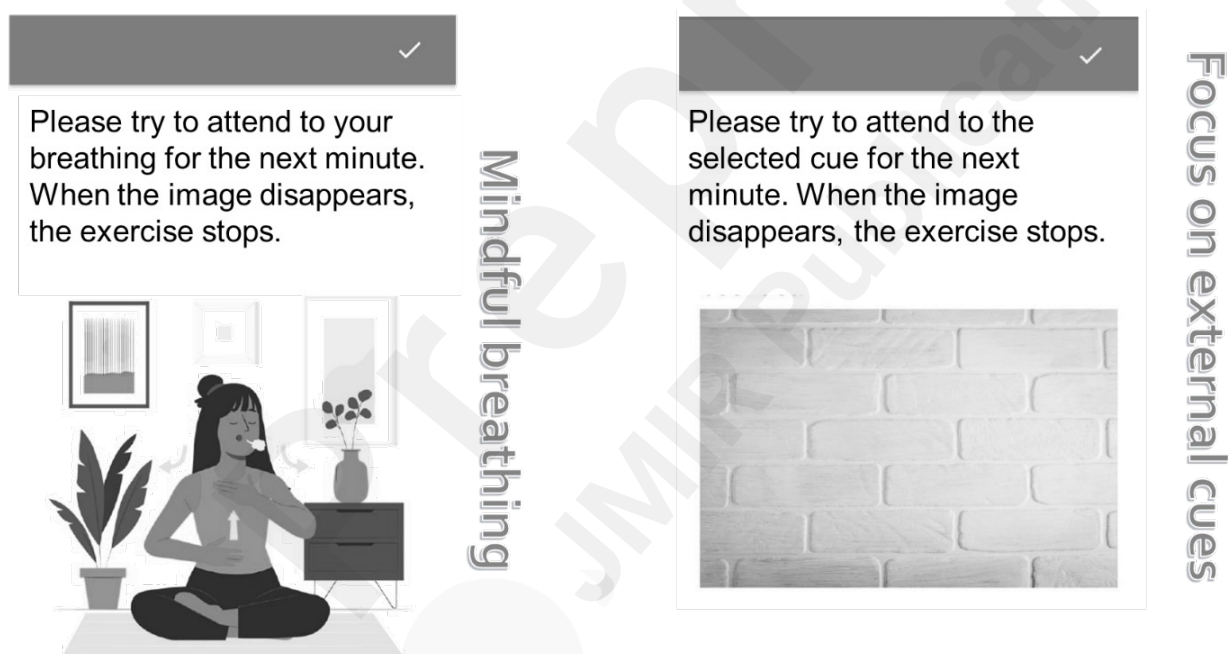 Please try to attend to your
breathing for the next minute.
When the image disappears,
the exercise stops.
Mindful breathing
Please try to attend to the
selected cue for the next
minute. When the image
disappears, the exercise stops.
Focus on external cues
JMIR Publicati